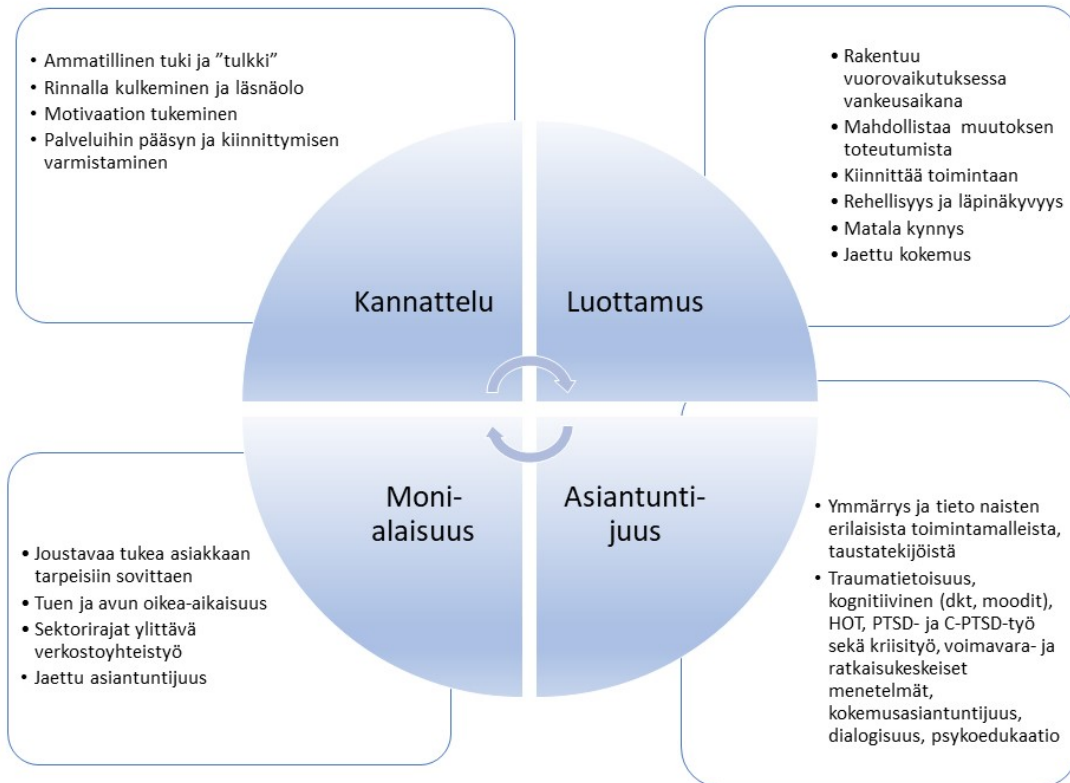 • Ammatillinen tuki ja ”tulkki”
• Rinnalla kulkeminen ja läsnäolo
• Motivaation tukeminen
• Palveluihin pääsyn ja kiinnittymisen
varmistaminen
• Rakentuu
vuorovaikutuksessa
vankeusaikana
• Mahdollistaa muutoksen
toteutumista
• Kiinnittää toimintaan
• Rehellisyys ja läpinäkyvyys
• Matala kynnys
• Jaettu kokemus
Kannattelu
Luottamus
Moni-
alaisuus
Asiantunti-
juus
• Joustavaa tukea asiakkaan
tarpeisiin sovittaen
• Tuen ja avun oikea-aikaisuus
• Sektorirajat ylittävä
verkostoyhteistyö
• Jaettu asiantuntijuus
• Ymmärrys ja tieto naisten
erilaisista toimintamalleista,
taustatekijöistä
• Traumatietoisuus,
kognitiivinen (dkt, moodit),
HOT, PTSD- ja C-PTSD-työ
sekä kriisityö, voimavara- ja
ratkaisukeskeiset
menetelmät,
kokemusasiantuntijuus,
dialogisuus, psykoedukaatio